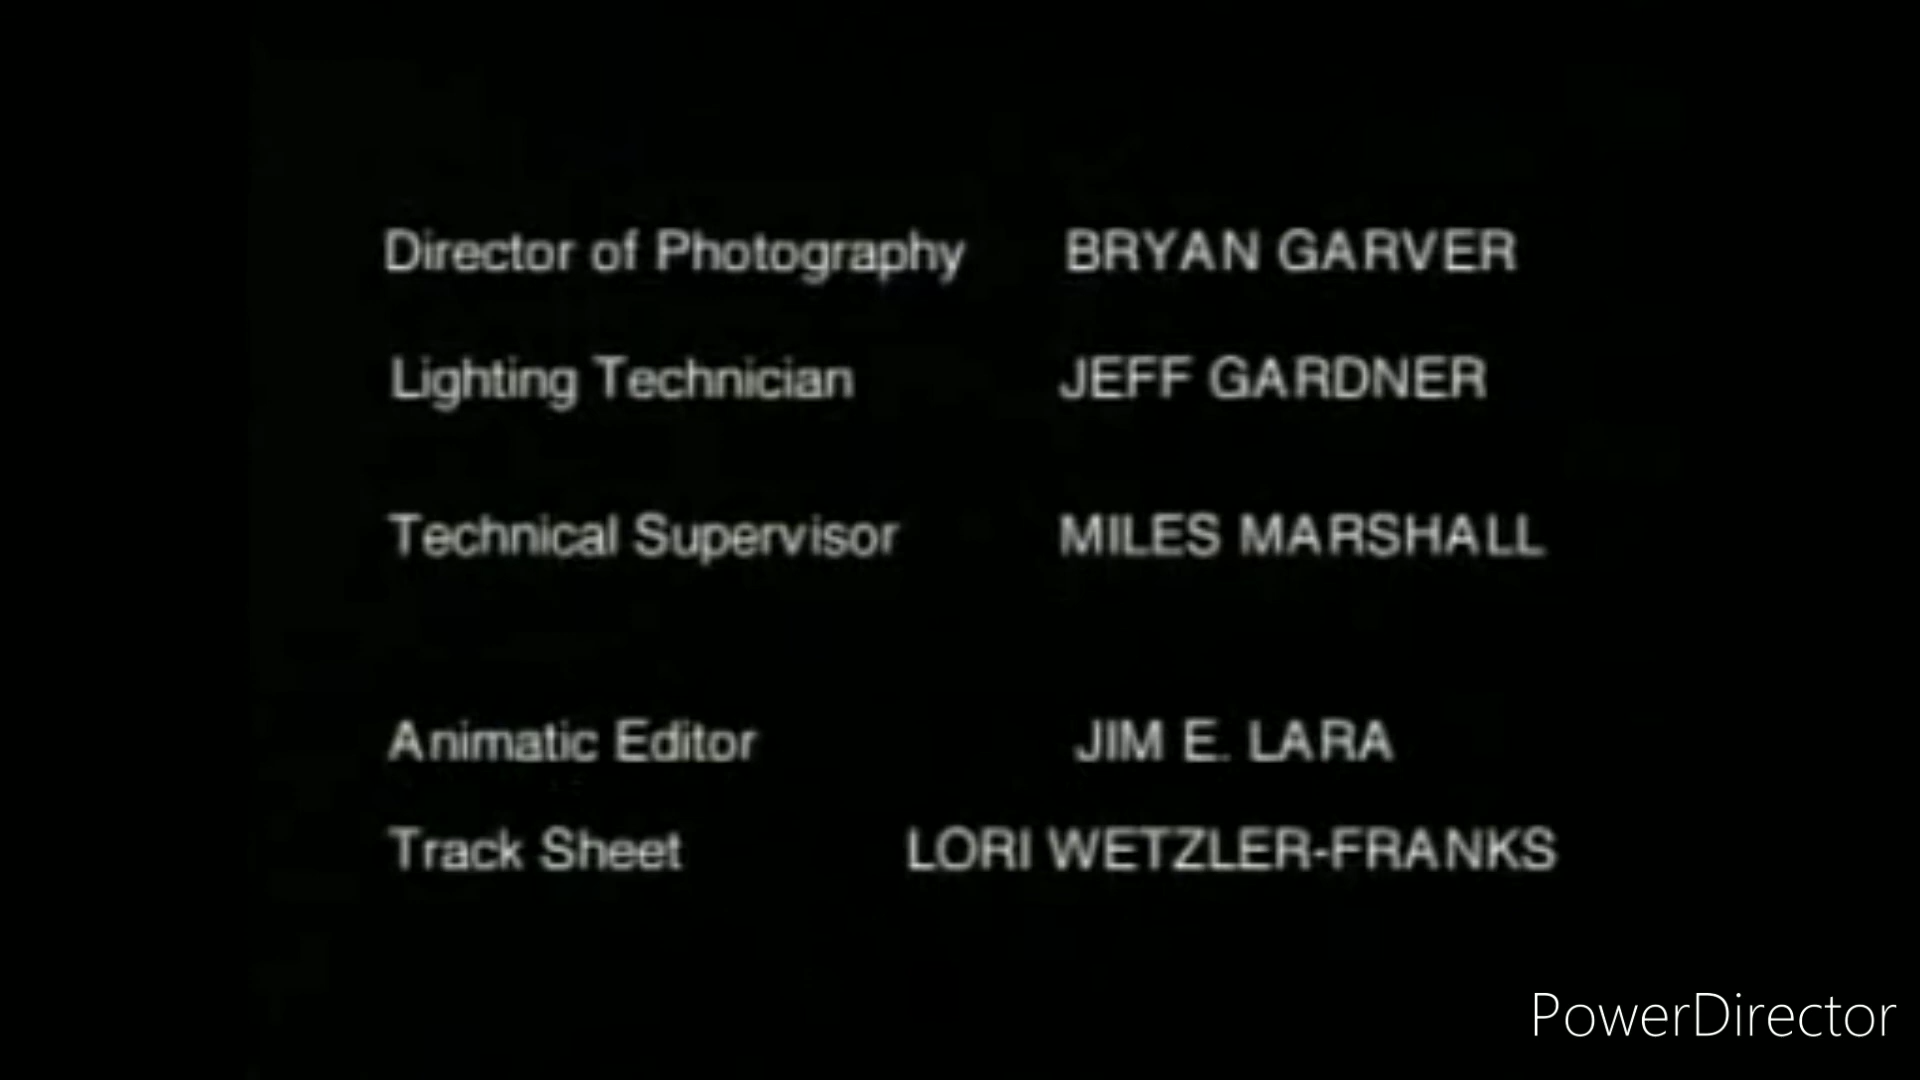 Director of Photography BRYAN GARVER
Lighting Technician JEFF GARDNER
Technical Supervisor MILES MARSHALL
Animatic Editor JIM E. LARA
Track Sheet LORI WETZLER-FRANKS
PowerDirector